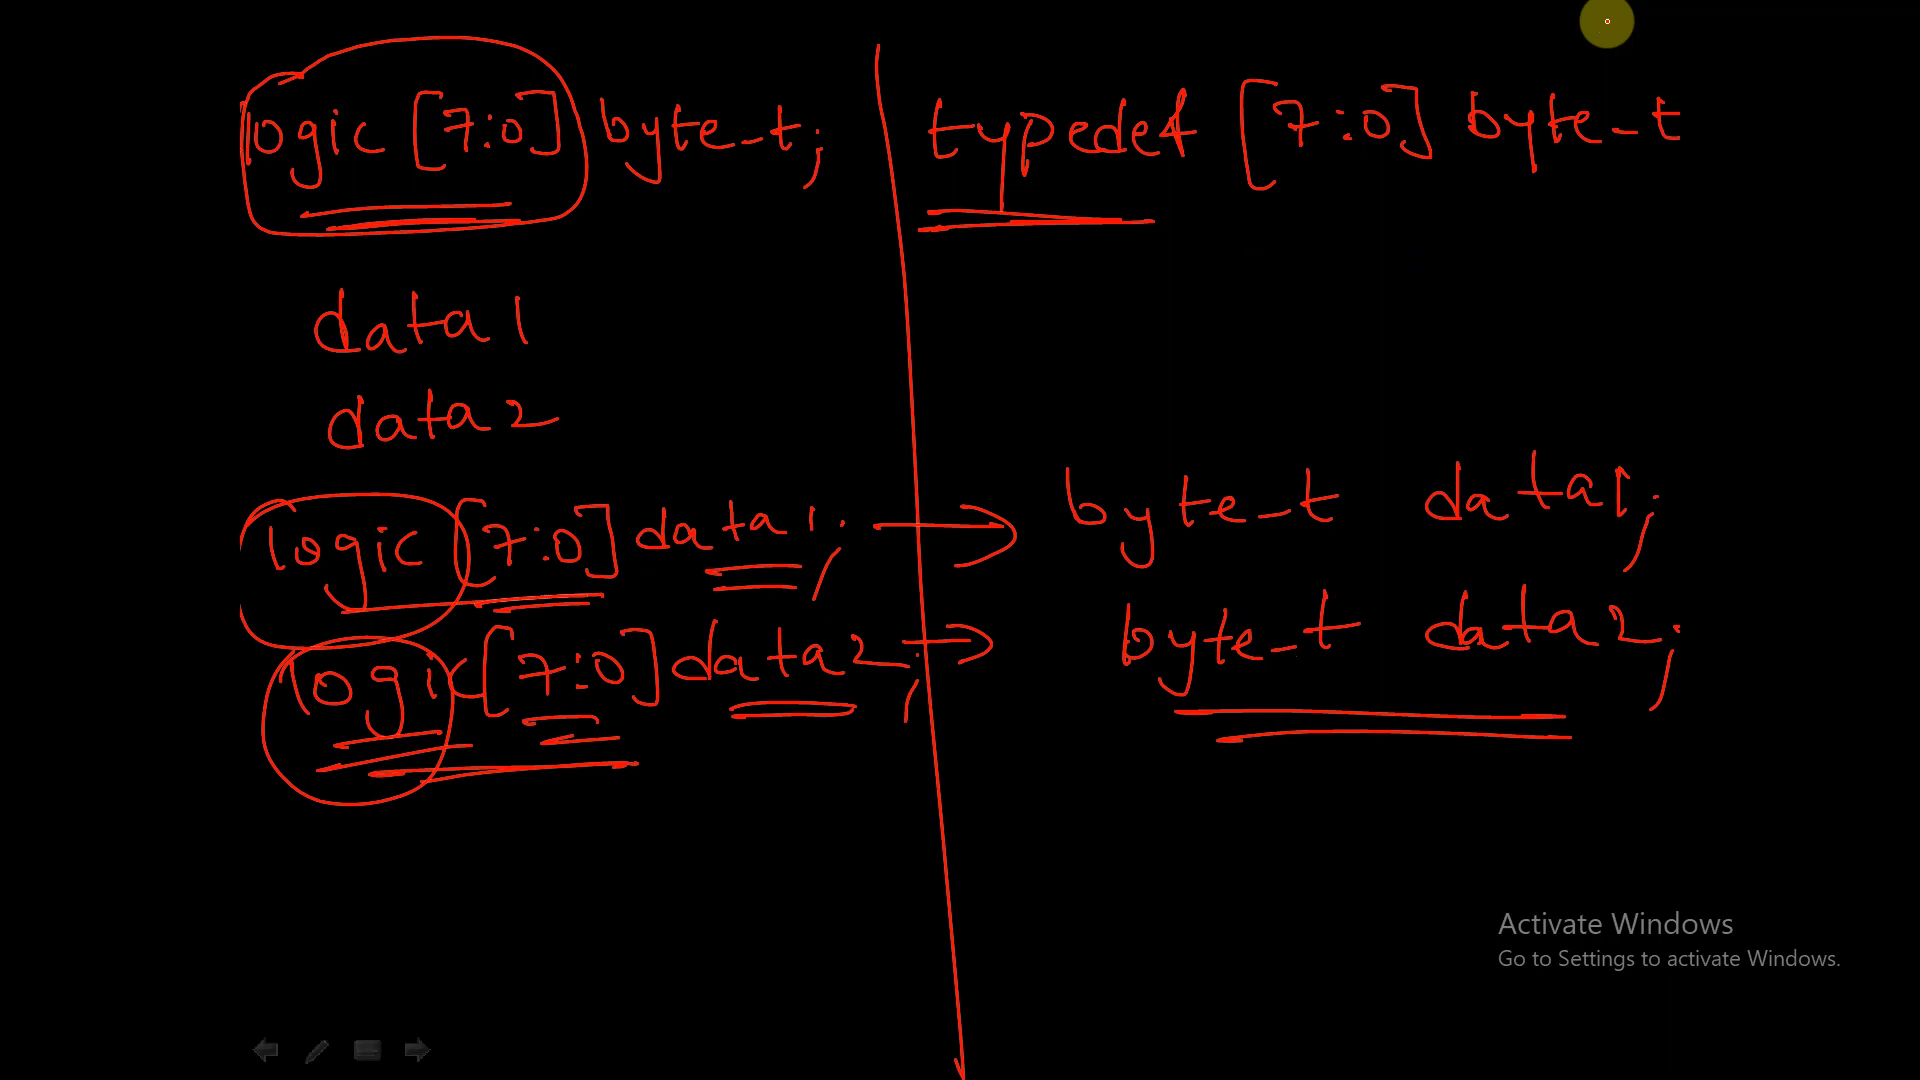 logic [7:0] byte_t;
data1
data2
logic [7:0] data1;
logic [7:0] data2;
typedef [7:0] byte_t
byte_t data1;
byte_t data2;
Activate Windows
Go to Settings to activate Windows.